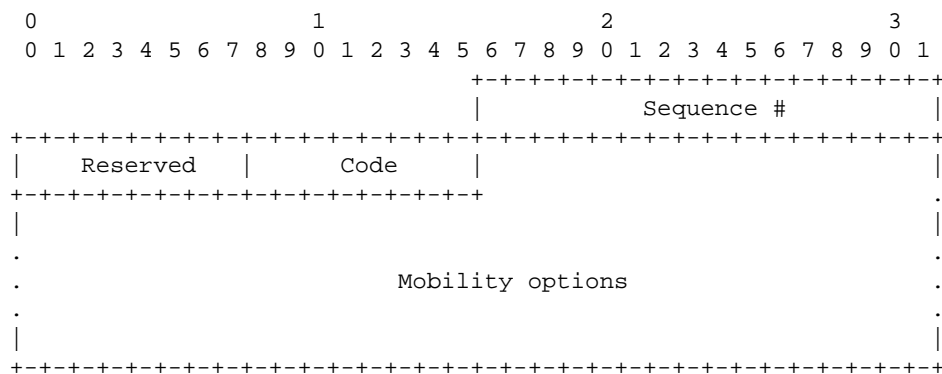 0                   1                   2                   3
 0 1 2 3 4 5 6 7 8 9 0 1 2 3 4 5 6 7 8 9 0 1 2 3 4 5 6 7 8 9 0 1
                                +-+-+-+-+-+-+-+-+-+-+-+-+-+-+-+-+
                                |          Sequence #           |
+-+-+-+-+-+-+-+-+-+-+-+-+-+-+-+-+-+-+-+-+-+-+-+-+-+-+-+-+-+-+-+-+
|    Reserved   |      Code     |                               |
+-+-+-+-+-+-+-+-+-+-+-+-+-+-+-+-+                               .
|                                                               |
.                                                               .
.                          Mobility options                     .
.                                                               .
|                                                               |
+-+-+-+-+-+-+-+-+-+-+-+-+-+-+-+-+-+-+-+-+-+-+-+-+-+-+-+-+-+-+-+-+